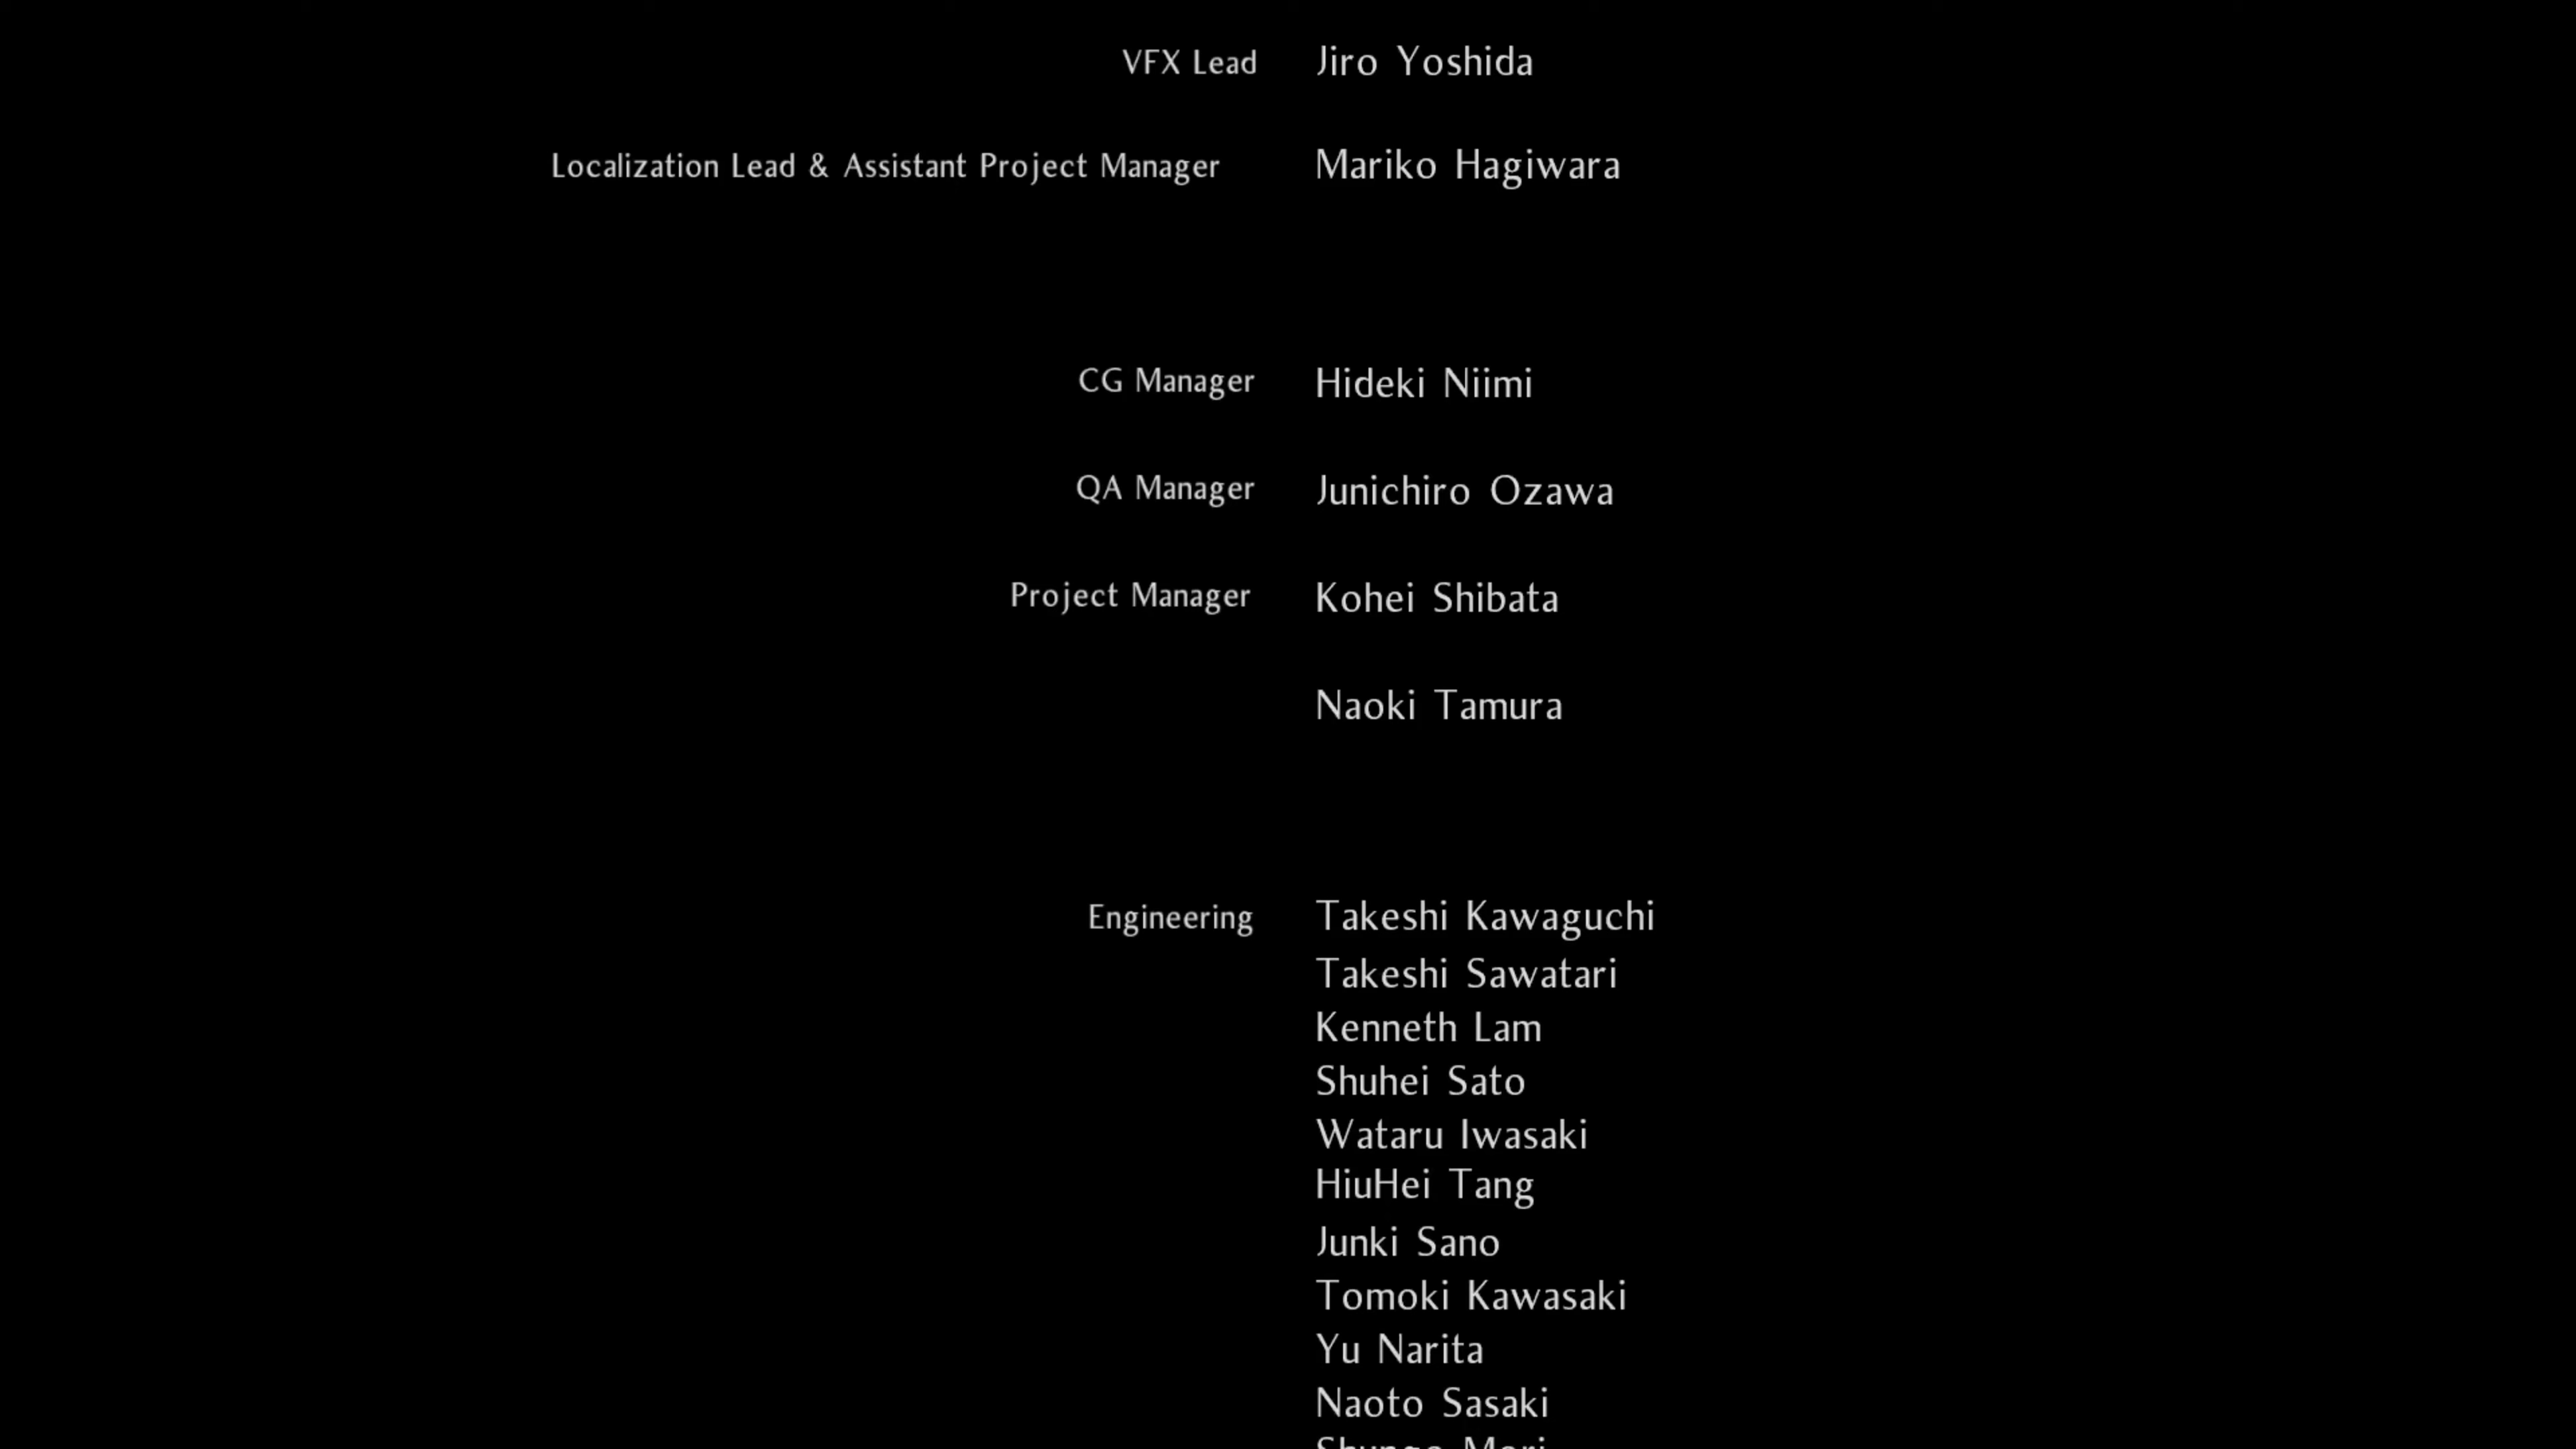 VFX Lead Jiro Yoshida
Localization Lead & Assistant Project Manager Mariko Hagiwara
CG Manager Hideki Niimi
QA Manager Junichiro Ozawa
Project Manager Kohei Shibata
Naoki Tamura
Engineering Takeshi Kawaguchi
Takeshi Sawatari
Kenneth Lam
Shuhei Sato
Wataru Iwasaki
HiuHei Tang
Junki Sano
Tomoki Kawasaki
Yu Narita
Naoto Sasaki